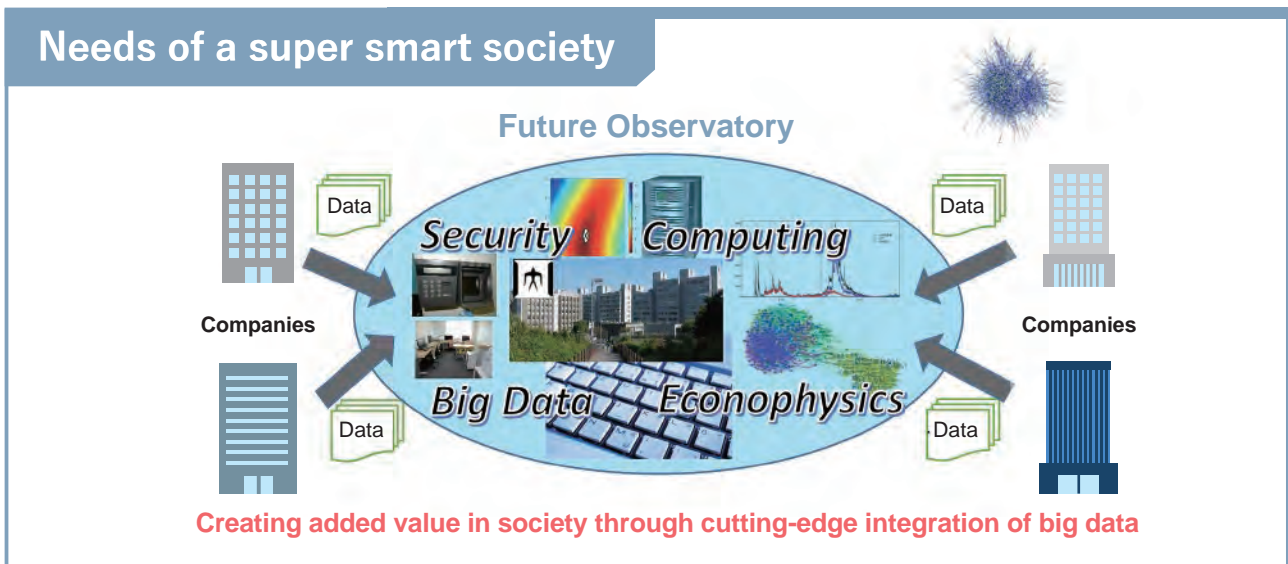 Needs of a super smart society
Future Observatory
Data
Data
Security
Computing
Companies
Companies
Big Data
Econophysics
Data
Data
Creating added value in society through cutting-edge integration of big data